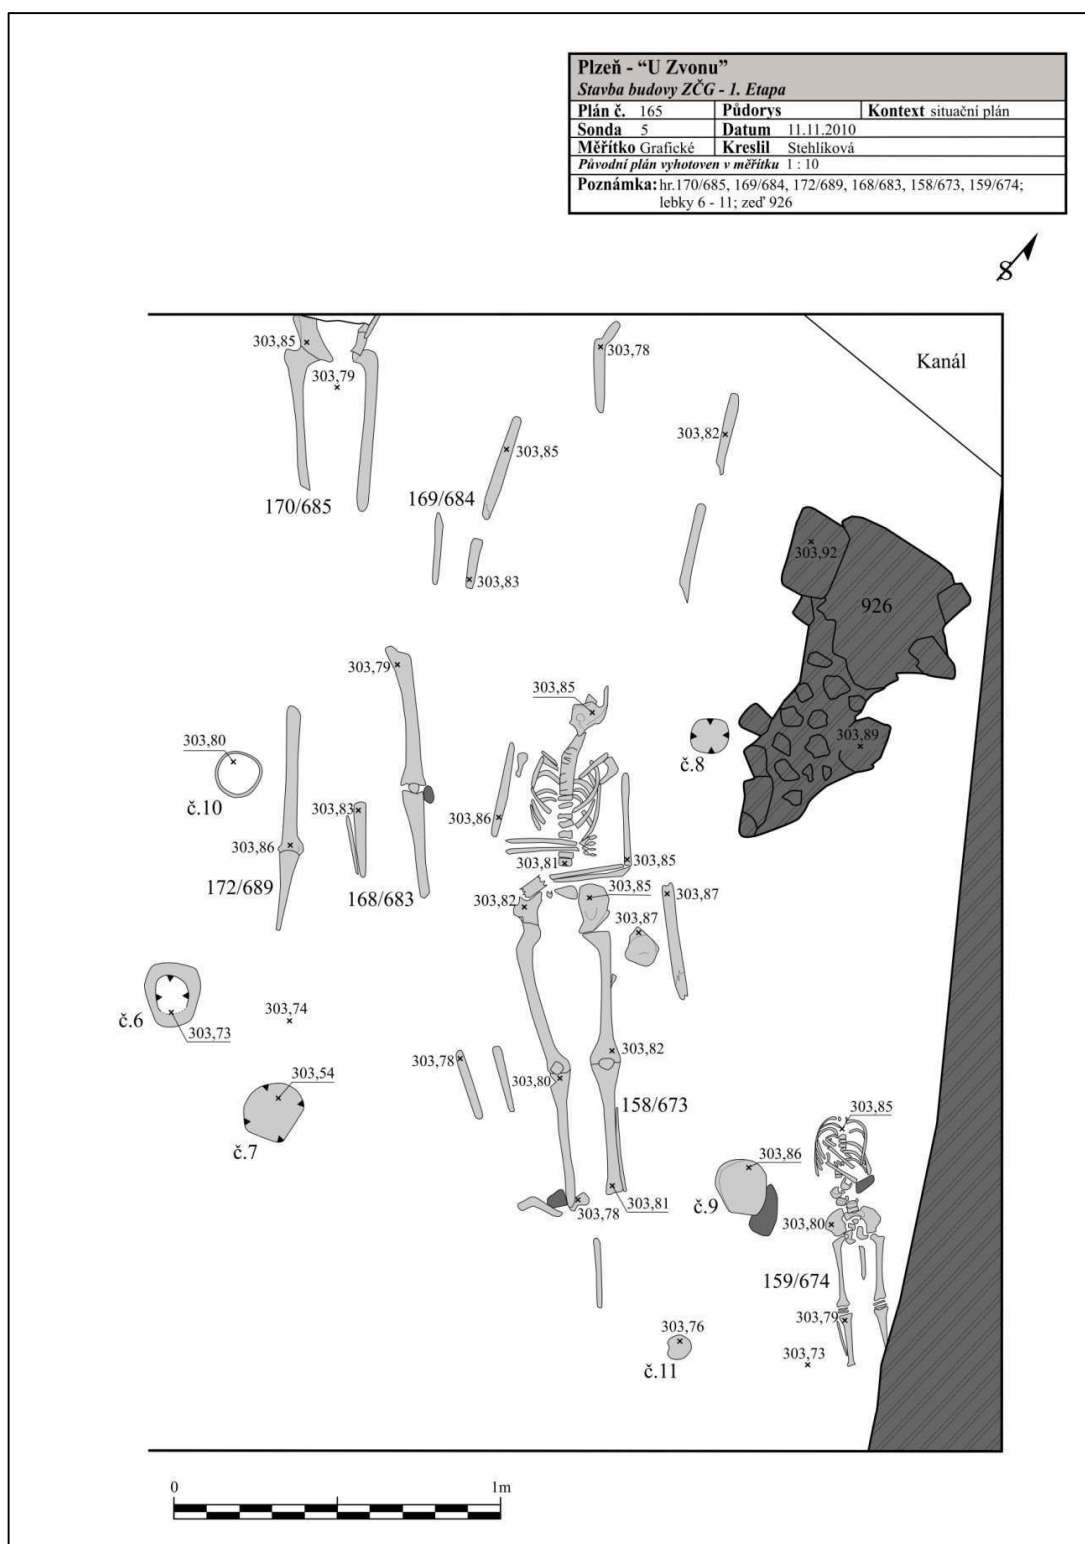 Plzeň - “U Zvonu”
Stavba budovy ZČG - 1. Etapa
Plán č. 165 Půdorys Kontext situační plán
Sonda 5 Datum 11.11.2010
Měřítko Grafické Kreslil Stehlíková
Původní plán vyhotoven v měřítku 1 : 10
Poznámka: hr.170/685, 169/684, 172/689, 168/683, 158/673, 159/674;
lebky 6 - 11; zeď 926
S
303,85
303,78
Kanál
303,79
303,82
303,85
170/685
169/684
303,92
303,83
926
303,79
303,85
303,80
č.8
303,89
č.10
303,83
303,86
303,86
303,81
303,85
172/689
168/683
303,82
303,85
303,87
303,87
č.6
303,73
303,74
303,78
303,80
303,82
303,54
158/673
303,85
č.7
303,86
č.9
303,78
303,81
303,80
159/674
303,79
303,76
303,73
č.11
0 1m